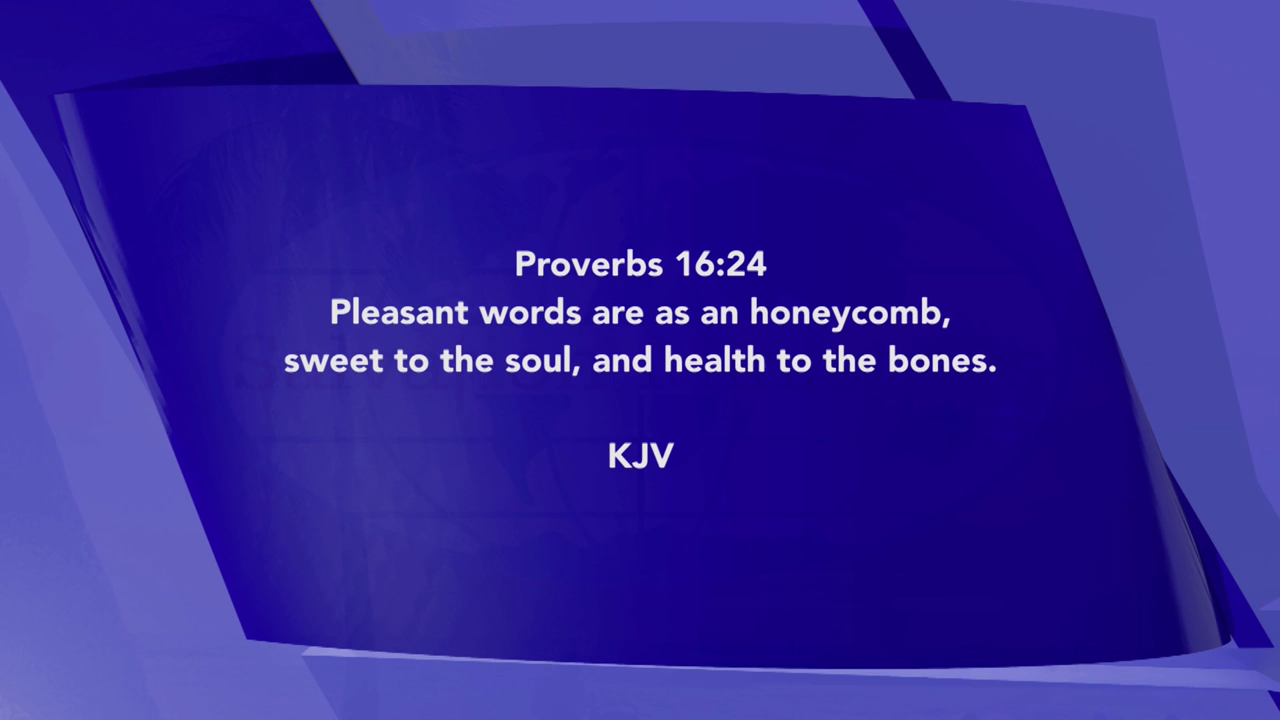 Proverbs 16:24
Pleasant words are as an honeycomb,
sweet to the soul, and health to the bones.
KJV